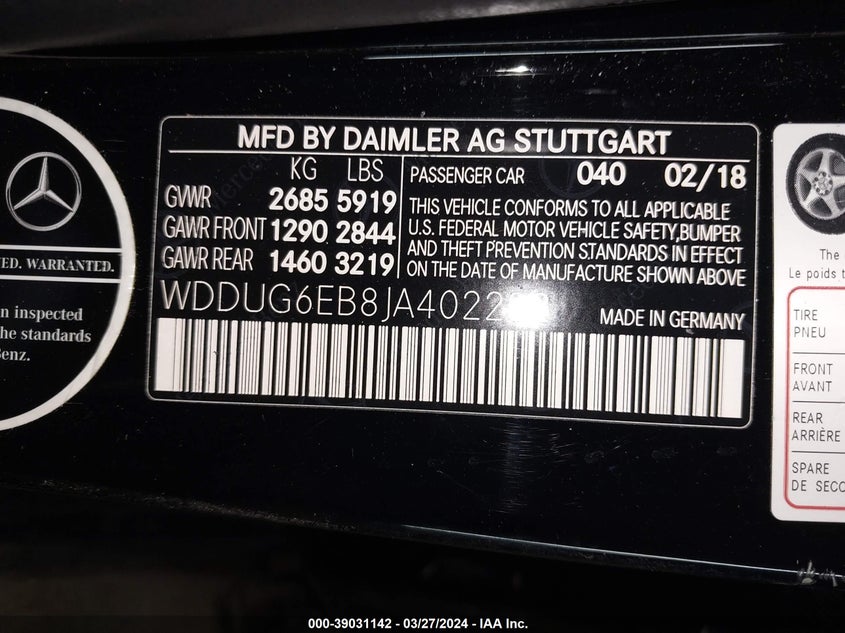 MFD BY DAIMLER AG STUTTGART
KG LBS
GVWR 2685 5919
GAWR FRONT 1290 2844
GAWR REAR 1460 3219
PASSENGER CAR 040 02/18
THIS VEHICLE CONFORMS TO ALL APPLICABLE
U.S. FEDERAL MOTOR VEHICLE SAFETY,BUMPER
AND THEFT PREVENTION STANDARDS IN EFFECT
ON THE DATE OF MANUFACTURE SHOWN ABOVE
MADE IN GERMANY
WARRANTED.
inspected
the standards
The
Le poids
TIRE
PNEU
FRONT
AVANT
REAR
ARRIÈRE
SPARE
DE
000-39031142 - 03/27/2024 - IAA Inc.